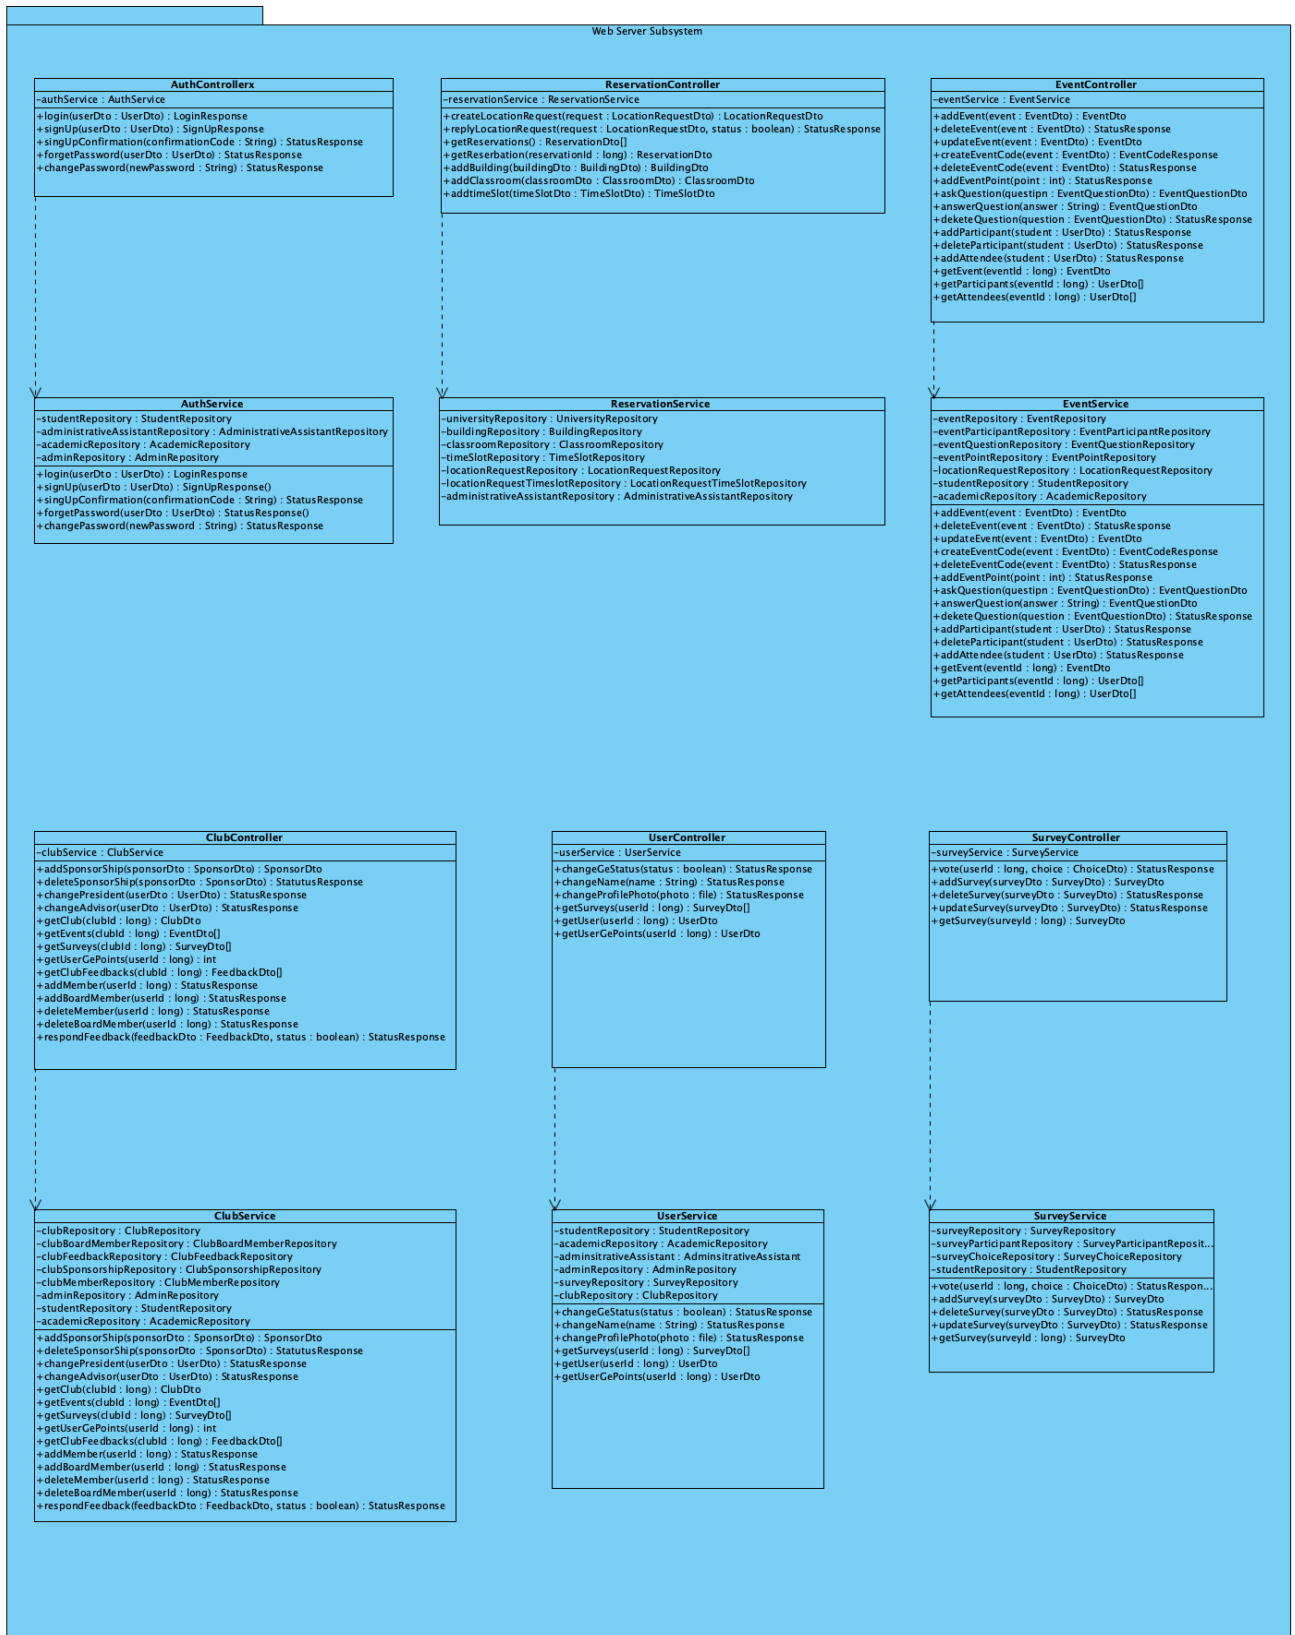 Web Server Subsystem
AuthControllerx
-authService : AuthService
+login(userDto : UserDto) : LoginResponse
+signUp(userDto : UserDto) : SignUpResponse
+singUpConfirmation(confirmationCode : String) : StatusResponse
+forgetPassword(userDto : UserDto) : StatusResponse
+changePassword(newPassword : String) : StatusResponse
ReservationController
-reservationService : ReservationService
+createLocationRequest(request : LocationRequestDto) : LocationRequestDto
+replyLocationRequest(request : LocationRequestDto, status : boolean) : StatusResponse
+getReservations() : ReservationDto[]
+getReserbation(reservationId : long) : ReservationDto
+addBuilding(buildingDto : BuildingDto) : BuildingDto
+addClassroom(classroomDto : ClassroomDto) : ClassroomDto
+addtimeSlot(timeSlotDto : TimeSlotDto) : TimeSlotDto
EventController
-eventService : EventService
+addEvent(event : EventDto) : EventDto
+deleteEvent(event : EventDto) : StatusResponse
+updateEvent(event : EventDto) : EventDto
+createEventCode(event : EventDto) : EventCodeResponse
+deleteEventCode(event : EventDto) : StatusResponse
+addEventPoint(point : int) : StatusResponse
+askQuestion(questipn : EventQuestionDto) : EventQuestionDto
+answerQuestion(answer : String) : EventQuestionDto
+deketeQuestion(question : EventQuestionDto) : StatusResponse
+addParticipant(student : UserDto) : StatusResponse
+deleteParticipant(student : UserDto) : StatusResponse
+addAttendee(student : UserDto) : StatusResponse
+getEvent(eventId : long) : EventDto
+getParticipants(eventId : long) : UserDto[]
+getAttendees(eventId : long) : UserDto[]
AuthService
-studentRepository : StudentRepository
-administrativeAssistantRepository : AdministrativeAssistantRepository
-academicRepository : AcademicRepository
-adminRepository : AdminRepository
+login(userDto : UserDto) : LoginResponse
+signUp(userDto : UserDto) : SignUpResponse()
+singUpConfirmation(confirmationCode : String) : StatusResponse
+forgetPassword(userDto : UserDto) : StatusResponse()
+changePassword(newPassword : String) : StatusResponse
ReservationService
-universityRepository : UniversityRepository
-buildingRepository : BuildingRepository
-classroomRepository : ClassroomRepository
-timeSlotRepository : TimeSlotRepository
-locationRequestRepository : LocationRequestRepository
-locationRequestTimeslotRepository : LocationRequestTimeSlotRepository
-administrativeAssistantRepository : AdministrativeAssistantRepository
EventService
-eventRepository : EventRepository
-eventParticipantRepository : EventParticipantRepository
-eventQuestionRepository : EventQuestionRepository
-eventPointRepository : EventPointRepository
-locationRequestRepository : LocationRequestRepository
-studentRepository : StudentRepository
-academicRepository : AcademicRepository
+addEvent(event : EventDto) : EventDto
+deleteEvent(event : EventDto) : StatusResponse
+updateEvent(event : EventDto) : EventDto
+createEventCode(event : EventDto) : EventCodeResponse
+deleteEventCode(event : EventDto) : StatusResponse
+addEventPoint(point : int) : StatusResponse
+askQuestion(questipn : EventQuestionDto) : EventQuestionDto
+answerQuestion(answer : String) : EventQuestionDto
+deketeQuestion(question : EventQuestionDto) : StatusResponse
+addParticipant(student : UserDto) : StatusResponse
+deleteParticipant(student : UserDto) : StatusResponse
+addAttendee(student : UserDto) : StatusResponse
+getEvent(eventId : long) : EventDto
+getParticipants(eventId : long) : UserDto[]
+getAttendees(eventId : long) : UserDto[]
ClubController
-clubService : ClubService
+addSponsorShip(sponsorDto : SponsorDto) : SponsorDto
+deleteSponsorShip(sponsorDto : SponsorDto) : StatutusResponse
+changePresident(userDto : UserDto) : StatusResponse
+changeAdvisor(userDto : UserDto) : StatusResponse
+getClub(clubId : long) : ClubDto
+getEvents(clubId : long) : EventDto[]
+getSurveys(clubId : long) : SurveyDto[]
+getUserGePoints(userId : long) : int
+getClubFeedbacks(clubId : long) : FeedbackDto[]
+addMember(userId : long) : StatusResponse
+addBoardMember(userId : long) : StatusResponse
+deleteMember(userId : long) : StatusResponse
+deleteBoardMember(userId : long) : StatusResponse
+respondFeedback(feedbackDto : FeedbackDto, status : boolean) : StatusResponse
UserController
-userService : UserService
+changeGeStatus(status : boolean) : StatusResponse
+changeName(name : String) : StatusResponse
+changeProfilePhoto(photo : file) : StatusResponse
+getSurveys(userId : long) : SurveyDto[]
+getUser(userId : long) : UserDto
+getUserGePoints(userId : long) : UserDto
SurveyController
-surveyService : SurveyService
+vote(userId : long, choice : ChoiceDto) : StatusResponse
+addSurvey(surveyDto : SurveyDto) : SurveyDto
+deleteSurvey(surveyDto : SurveyDto) : StatusResponse
+updateSurvey(surveyDto : SurveyDto) : StatusResponse
+getSurvey(surveyId : long) : SurveyDto
ClubService
-clubRepository : ClubRepository
-clubBoardMemberRepository : ClubBoardMemberRepository
-clubFeedbackRepository : ClubFeedbackRepository
-clubSponsorshipRepository : ClubSponsorshipRepository
-clubMemberRepository : ClubMemberRepository
-adminRepository : AdminRepository
-studentRepository : StudentRepository
-academicRepository : AcademicRepository
+addSponsorShip(sponsorDto : SponsorDto) : SponsorDto
+deleteSponsorShip(sponsorDto : SponsorDto) : StatutusResponse
+changePresident(userDto : UserDto) : StatusResponse
+changeAdvisor(userDto : UserDto) : StatusResponse
+getClub(clubId : long) : ClubDto
+getEvents(clubId : long) : EventDto[]
+getSurveys(clubId : long) : SurveyDto[]
+getUserGePoints(userId : long) : int
+getClubFeedbacks(clubId : long) : FeedbackDto[]
+addMember(userId : long) : StatusResponse
+addBoardMember(userId : long) : StatusResponse
+deleteMember(userId : long) : StatusResponse
+deleteBoardMember(userId : long) : StatusResponse
+respondFeedback(feedbackDto : FeedbackDto, status : boolean) : StatusResponse
UserService
-studentRepository : StudentRepository
-academicRepository : AcademicRepository
-adminsitrativeAssistant : AdminsitrativeAssistant
-adminRepository : AdminRepository
-surveyRepository : SurveyRepository
-clubRepository : ClubRepository
+changeGeStatus(status : boolean) : StatusResponse
+changeName(name : String) : StatusResponse
+changeProfilePhoto(photo : file) : StatusResponse
+getSurveys(userId : long) : SurveyDto[]
+getUser(userId : long) : UserDto
+getUserGePoints(userId : long) : UserDto
SurveyService
-surveyRepository : SurveyRepository
-surveyParticipantRepository : SurveyParticipantReposit...
-surveyChoiceRepository : SurveyChoiceRepository
-studentRepository : StudentRepository
+vote(userId : long, choice : ChoiceDto) : StatusRespon...
+addSurvey(surveyDto : SurveyDto) : SurveyDto
+deleteSurvey(surveyDto : SurveyDto) : StatusResponse
+updateSurvey(surveyDto : SurveyDto) : StatusResponse
+getSurvey(surveyId : long) : SurveyDto